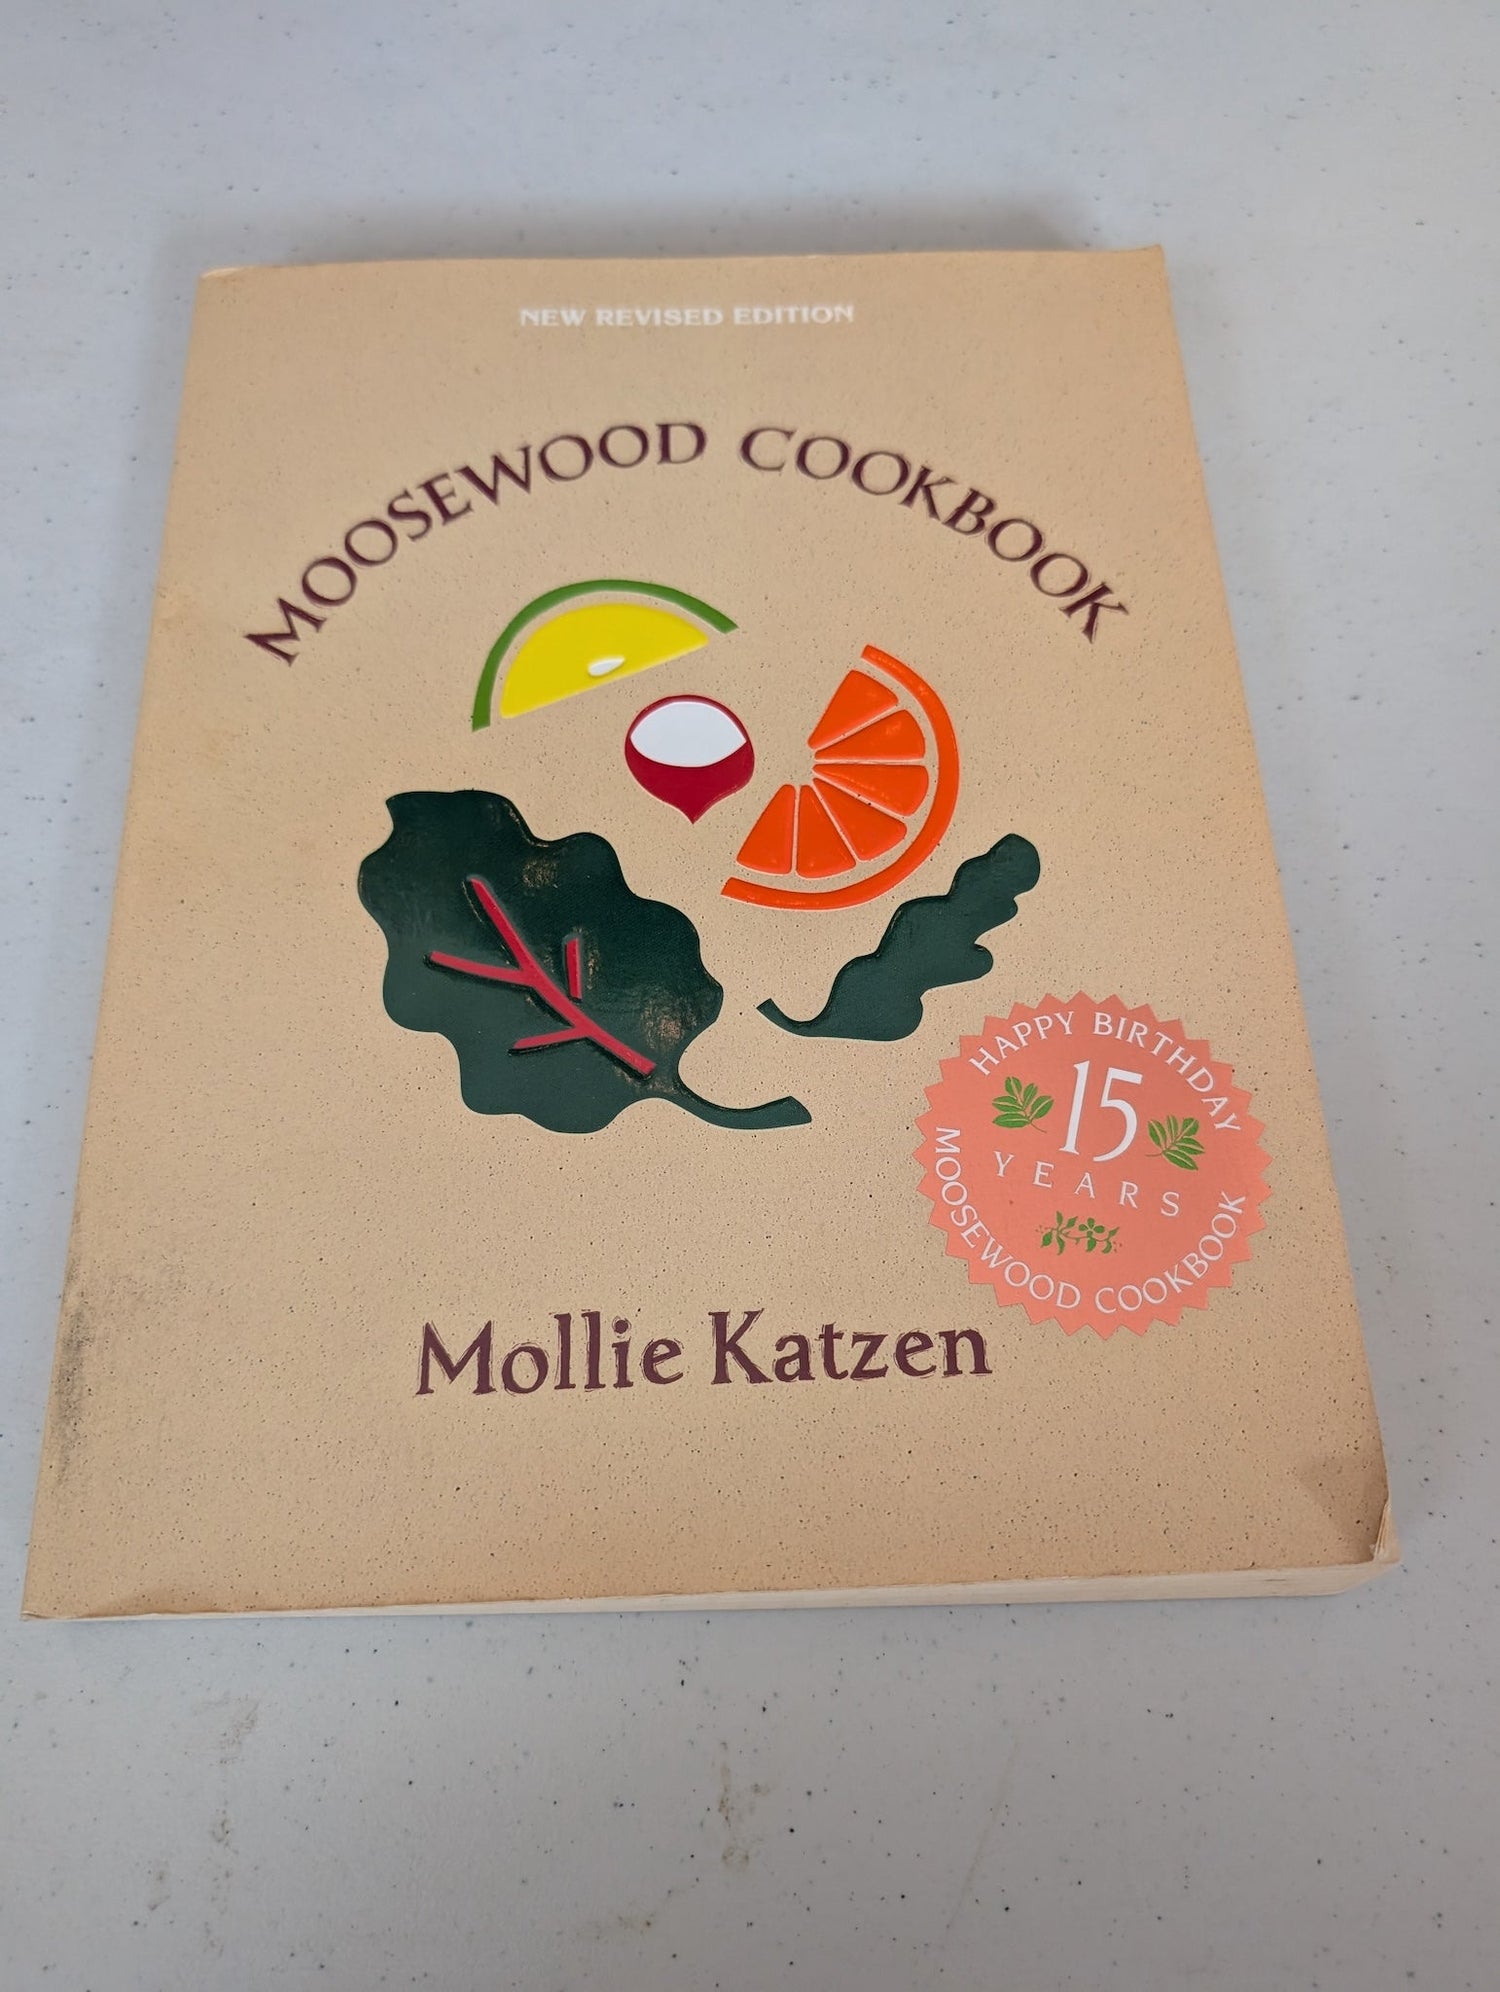 NEW REVISED EDITION
MOOSEWOOD COOKBOOK
HAPPY BIRTHDAY
15
YEARS
MOOSEWOOD COOKBOOK
Mollie Katzen